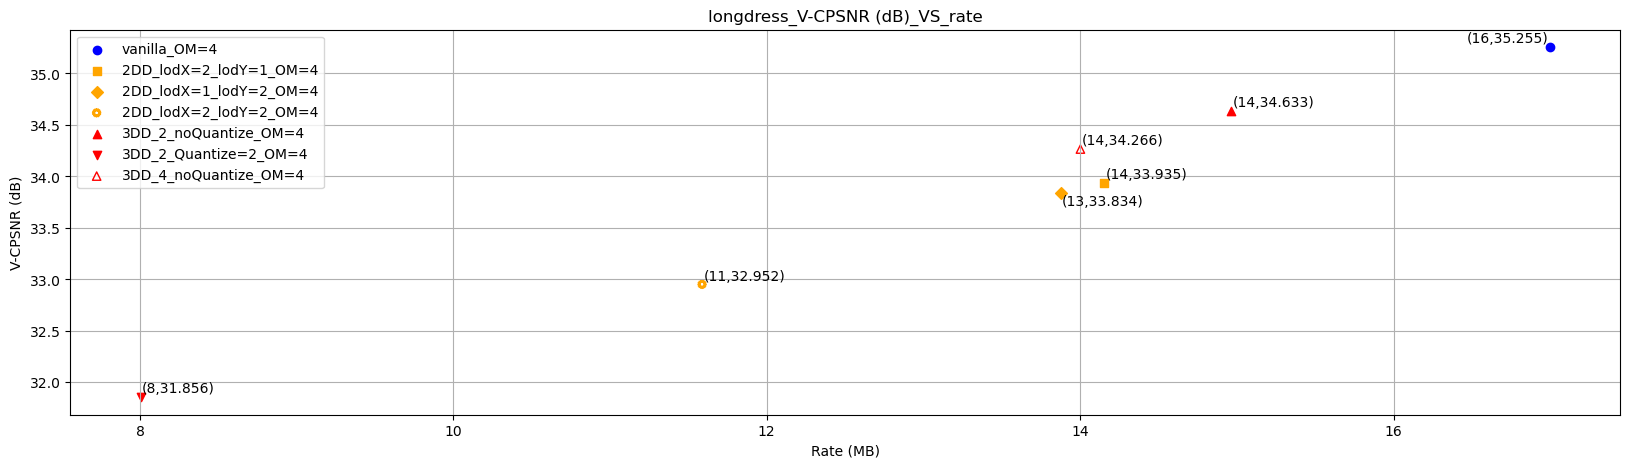 longdress_V-CPSNR (dB)_VS_rate
vanilla_OM=4
2DD_lodX=2_lodY=1_OM=4
2DD_lodX=1_lodY=2_OM=4
2DD_lodX=2_lodY=2_OM=4
3DD_2_noQuantize_OM=4
3DD_2_Quantize=2_OM=4
3DD_4_noQuantize_OM=4
(16,35.255)
(14,34.633)
(14,34.266)
(14,33.935)
(13,33.834)
(11,32.952)
(8,31.856)
V-CPSNR (dB)
35.0
34.5
34.0
33.5
33.0
32.5
32.0
8
10
12
14
16
Rate (MB)